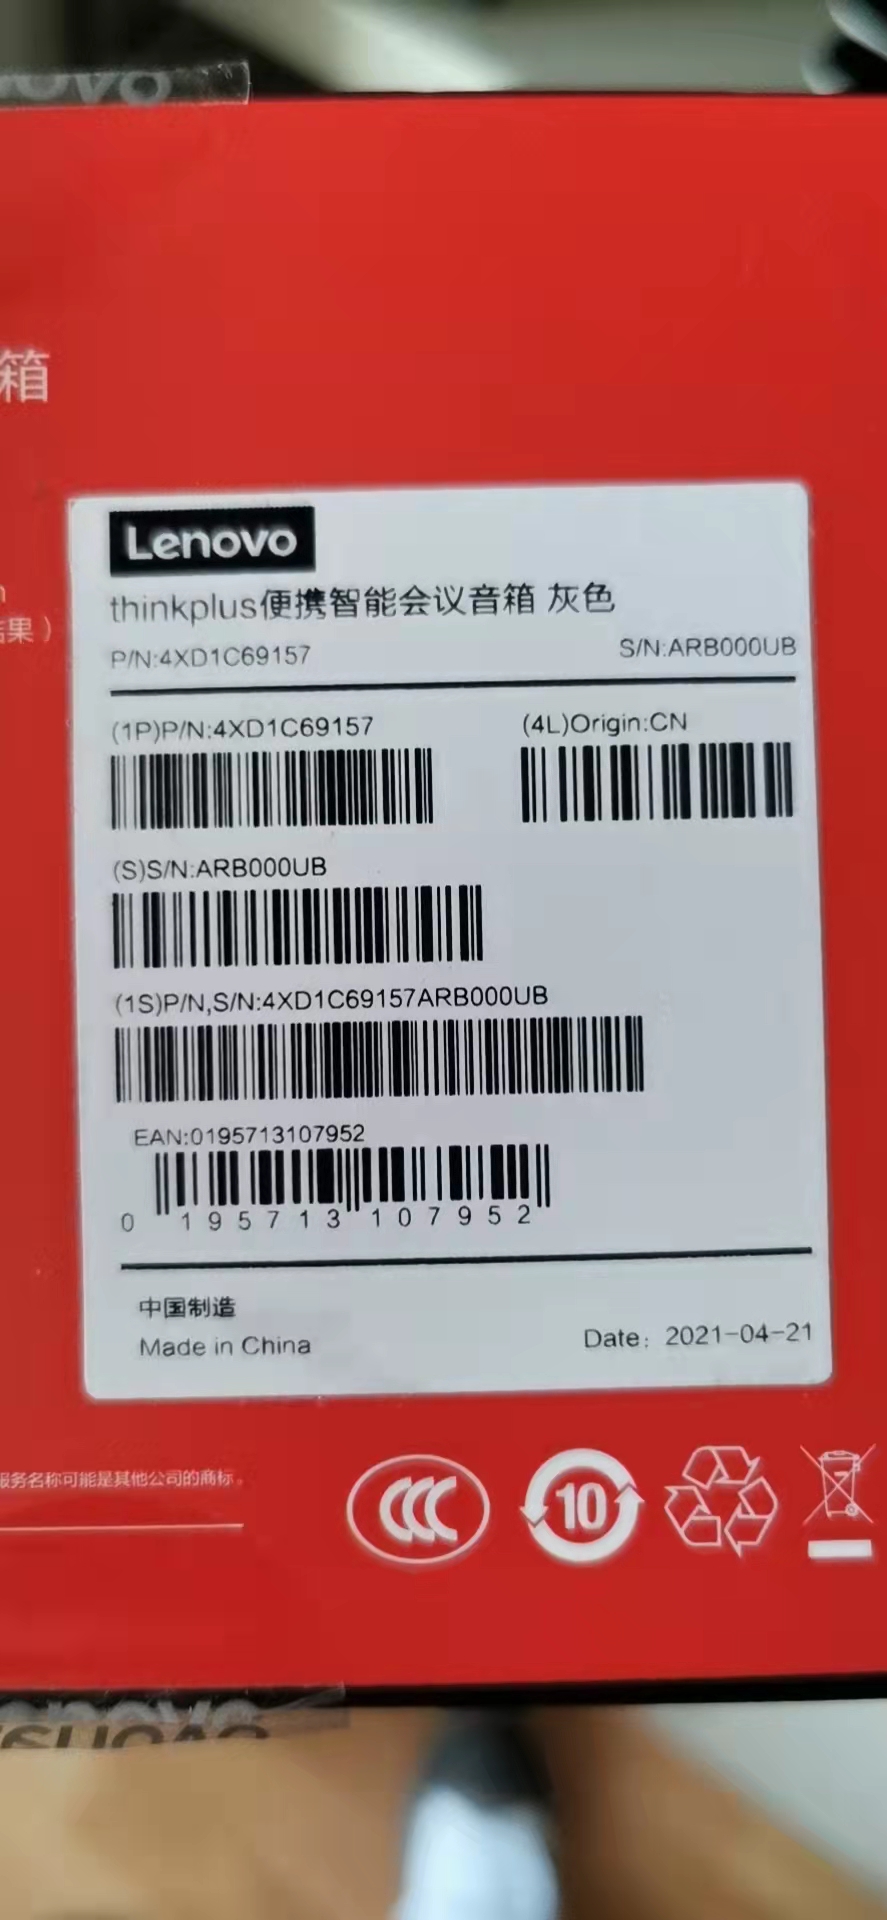 箱
果）
Lenovo
thinkplus便携智能会议音箱 灰色
P/N:4XD1C69157
S/N:ARB000UB
(1P)P/N:4XD1C69157
(4L)Origin:CN
(S)S/N:ARB000UB
(1S)P/N,S/N:4XD1C69157ARB000UB
EAN:0195713107952
0 195713 107952
中国制造
Made in China
Date：2021-04-21
服务名称可能是其他公司的商标。
CCC
10